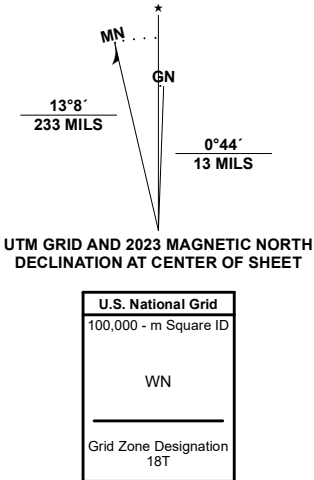 ★
MN
GN
13°8´
233 MILS
0°44´
13 MILS
UTM GRID AND 2023 MAGNETIC NORTH
DECLINATION AT CENTER OF SHEET
U.S. National Grid
100,000 - m Square ID
WN
Grid Zone Designation
18T